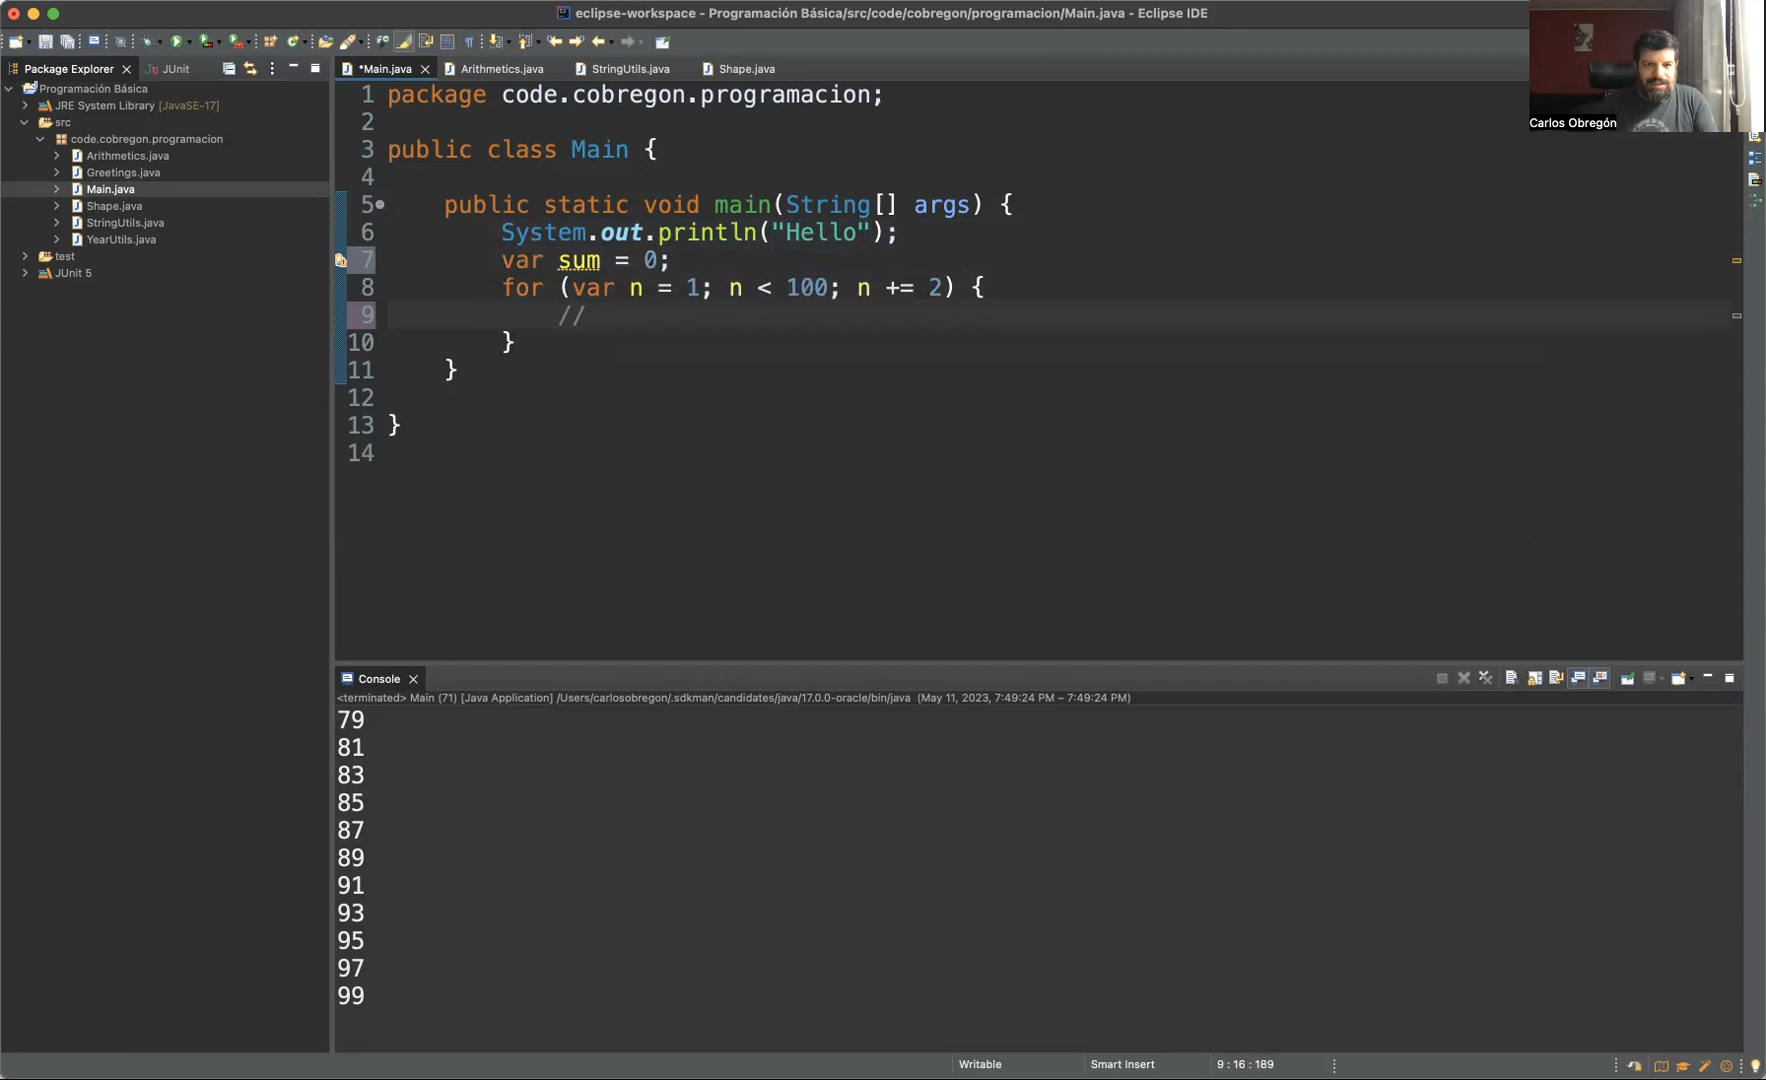 eclipse-workspace - Programación Básica/src/code/cobregon/programacion/Main.java - Eclipse IDE
Package Explorer
JUnit
*Main.java
Arithmetics.java
StringUtils.java
Shape.java
Programación Básica
JRE System Library [JavaSE-17]
src
code.cobregon.programacion
Arithmetics.java
Greetings.java
Main.java
Shape.java
StringUtils.java
YearUtils.java
test
JUnit 5
1 package code.cobregon.programacion;
2
3 public class Main {
4
5 public static void main(String[] args) {
6 System.out.println("Hello");
7 var sum = 0;
8 for (var n = 1; n < 100; n += 2) {
9 //
10 }
11 }
12
13 }
14
Carlos Obregón
Console
<terminated> Main (71) [Java Application] /Users/carlosobregon/.sdkman/candidates/java/17.0.0-oracle/bin/java (May 11, 2023, 7:49:24 PM – 7:49:24 PM)
79
81
83
85
87
89
91
93
95
97
99
Writable
Smart Insert
9 : 16 : 189